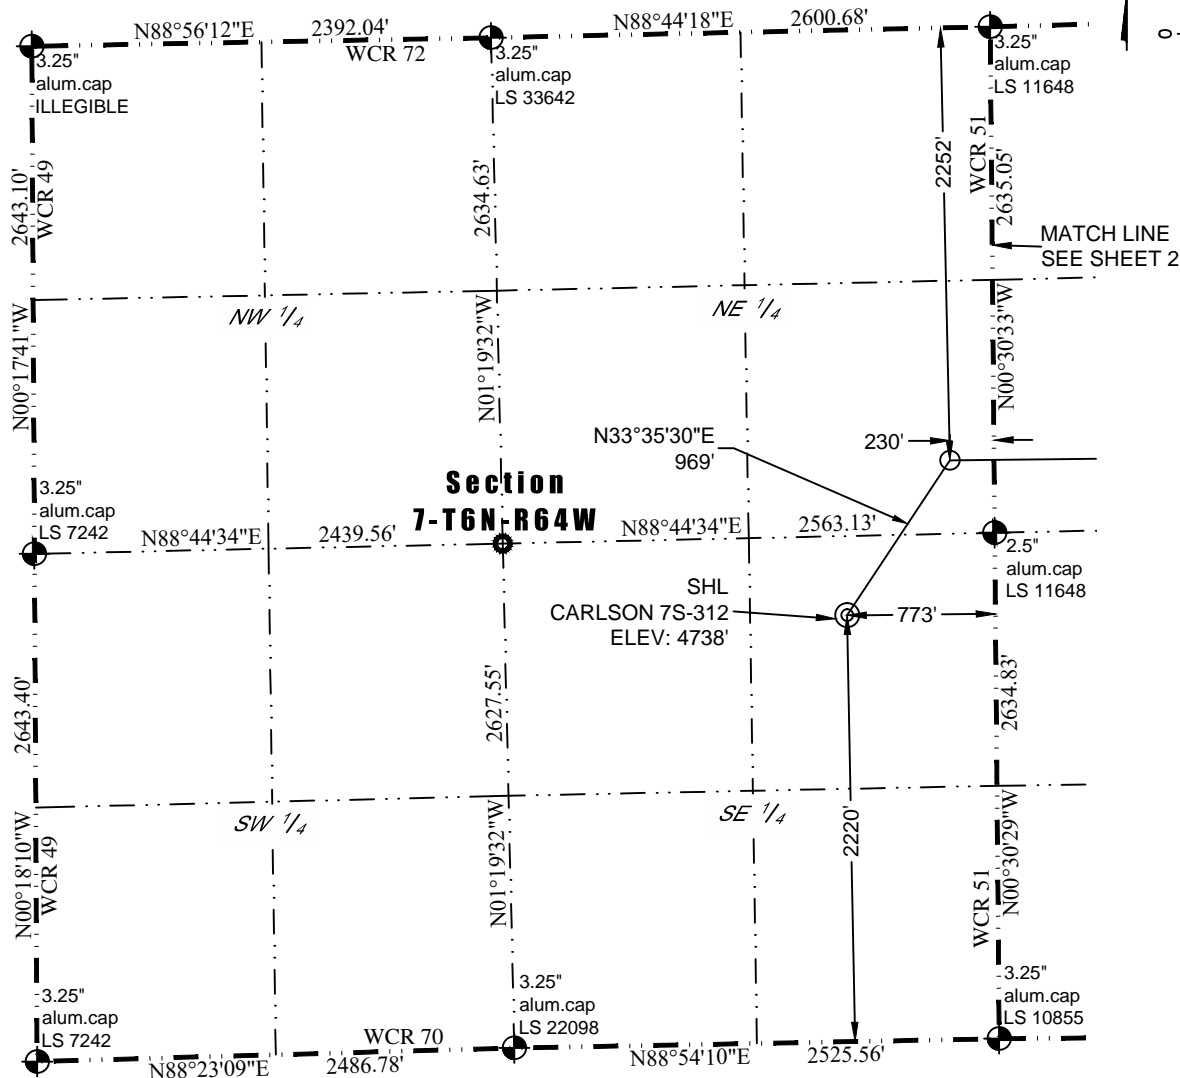 N88°56'12"E 2392.04' N88°44'18"E 2600.68'
WCR 72
3.25"
alum.cap
ILLEGIBLE
3.25"
alum.cap
LS 33642
3.25"
alum.cap
LS 11648
2643.10'
WCR 49
2634.63'
2252'
WCR 51
2635.05'
MATCH LINE
SEE SHEET 2
NW 1/4
NE 1/4
N00°17'41"W
N01°19'32"W
N00°30'33"W
N33°35'30"E
969'
230'
Section
7-T6N-R64W
3.25"
alum.cap
LS 7242
N88°44'34"E 2439.56' N88°44'34"E 2563.13'
2.5"
alum.cap
LS 11648
SHL
CARLSON 7S-312
ELEV: 4738'
773'
2643.40'
2627.55'
2634.83'
SW 1/4
SE 1/4
2220'
N00°18'10"W
WCR 49
N01°19'32"W
WCR 51
N00°30'29"W
3.25"
alum.cap
LS 7242
3.25"
alum.cap
LS 22098
3.25"
alum.cap
LS 10855
WCR 70
N88°23'09"E 2486.78' N88°54'10"E 2525.56'